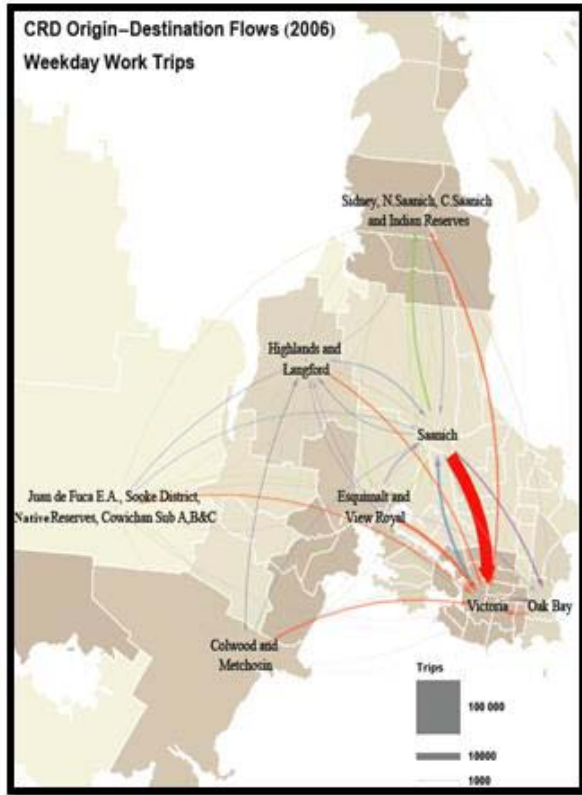 CRD Origin–Destination Flows (2006)
Weekday Work Trips
Sidney, N.Saanich, C.Saanich
and Indian Reserves
Highlands and
Langford
Saanich
Juan de Fuca E.A., Sooke District,
Native Reserves, Cowichan Sub A,B&C
Esquimalt and
View Royal
Victoria
Oak Bay
Colwood and
Metchosin
Trips
100 000
10000
1000